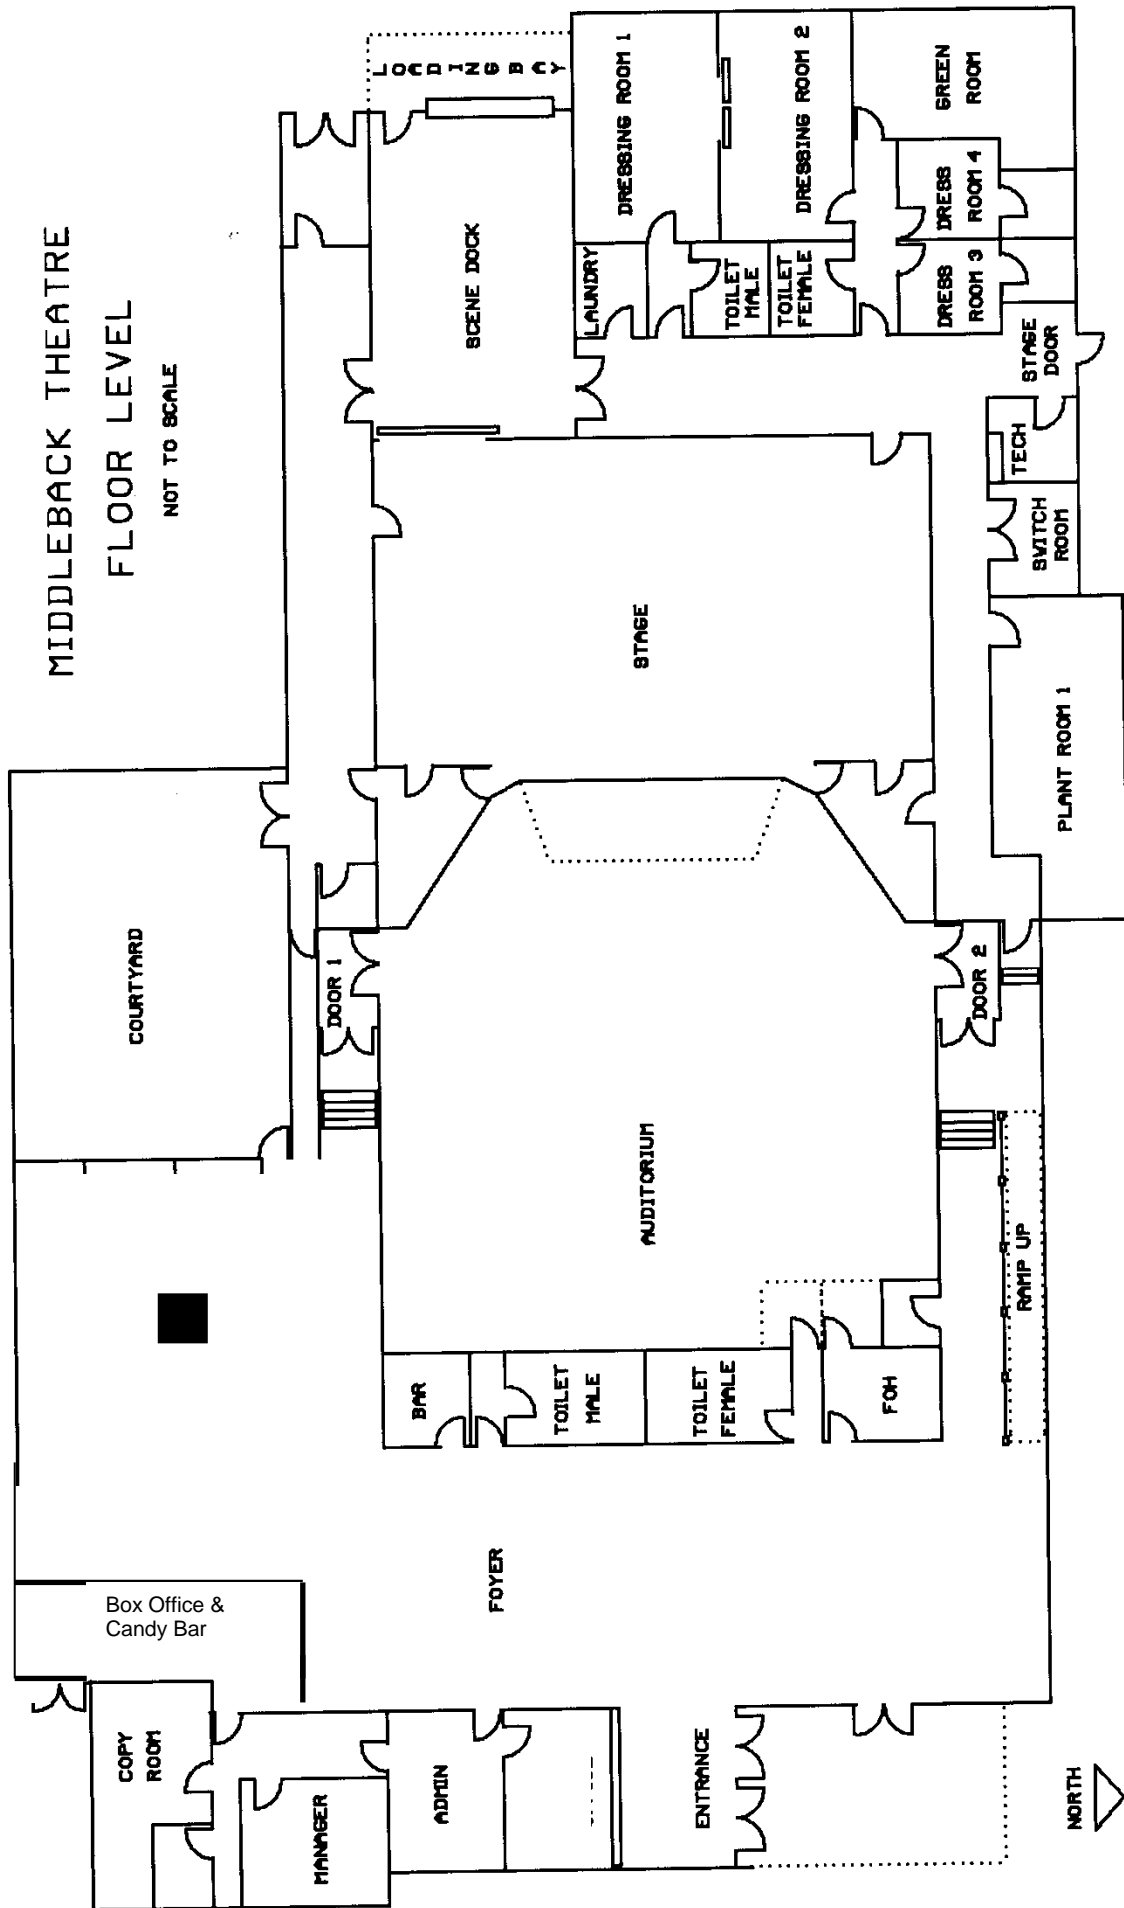 MIDDLEBACK THEATRE
FLOOR LEVEL
NOT TO SCALE
LOADING BAY
SCENE DOCK
DRESSING ROOM 1
DRESSING ROOM 2
GREEN
ROOM
DRESS
ROOM 4
DRESS
ROOM 3
LAUNDRY
TOILET
MALE
TOILET
FEMALE
STAGE
DOOR
TECH
SWITCH
ROOM
PLANT ROOM 1
STAGE
COURTYARD
DOOR 1
DOOR 2
AUDITORIUM
RAMP UP
BAR
TOILET
MALE
TOILET
FEMALE
FOH
FOYER
Box Office &
Candy Bar
COPY
ROOM
MANAGER
ADMIN
ENTRANCE
NORTH